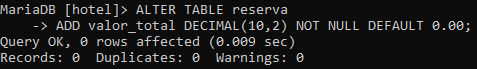 MariaDB [hotel]> ALTER TABLE reserva
    -> ADD valor_total DECIMAL(10,2) NOT NULL DEFAULT 0.00;
Query OK, 0 rows affected (0.009 sec)
Records: 0  Duplicates: 0  Warnings: 0